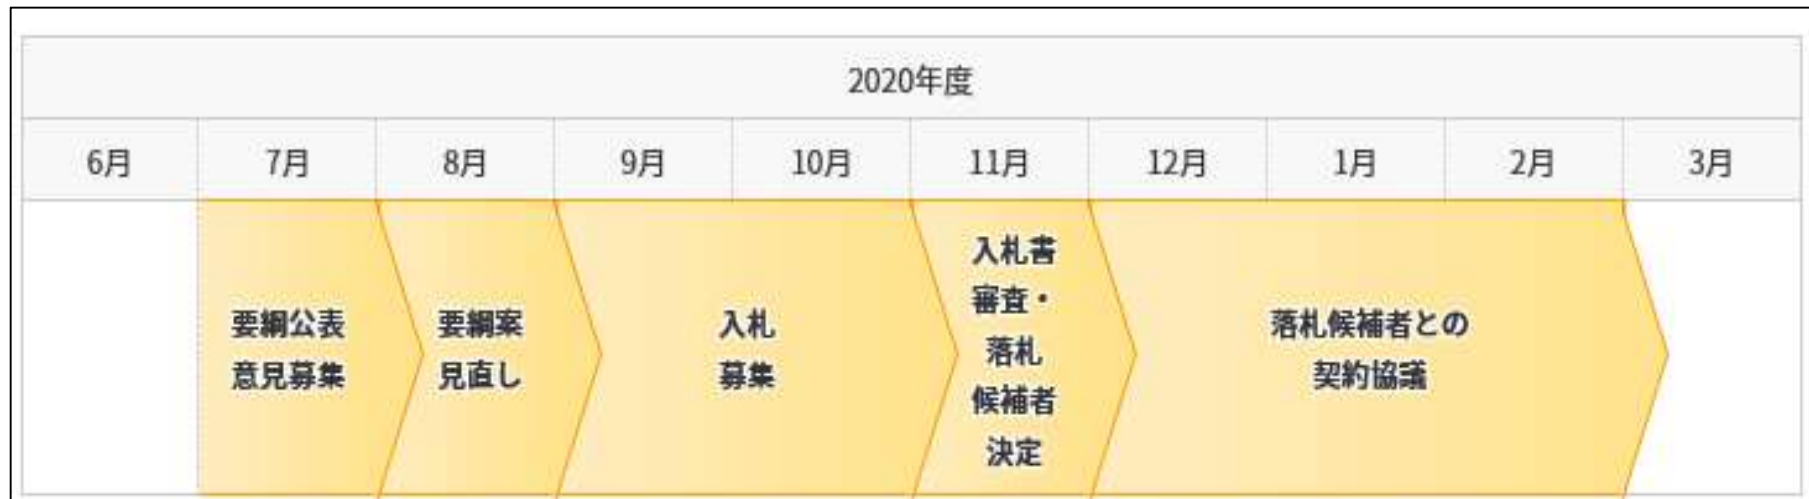 2020年度
6月 7月 8月 9月 10月 11月 12月 1月 2月 3月
要綱公表
意見募集
要綱案
見直し
入札
募集
入札書
審査・
落札
候補者
決定
落札候補者との
契約協議